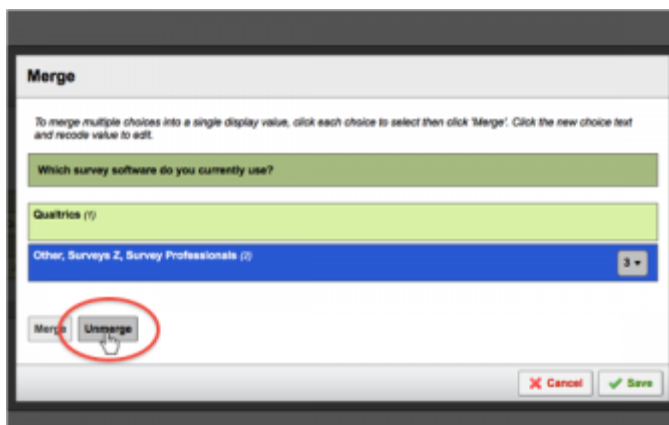 Merge
To merge multiple choices into a single display value, click each choice to select then click 'Merge'. Click the new choice text
and recode value to edit.
Which survey software do you currently use?
Qualtrics (1)
Other, Surveys Z, Survey Professionals (2)
3
Merge Unmerge
Cancel Save